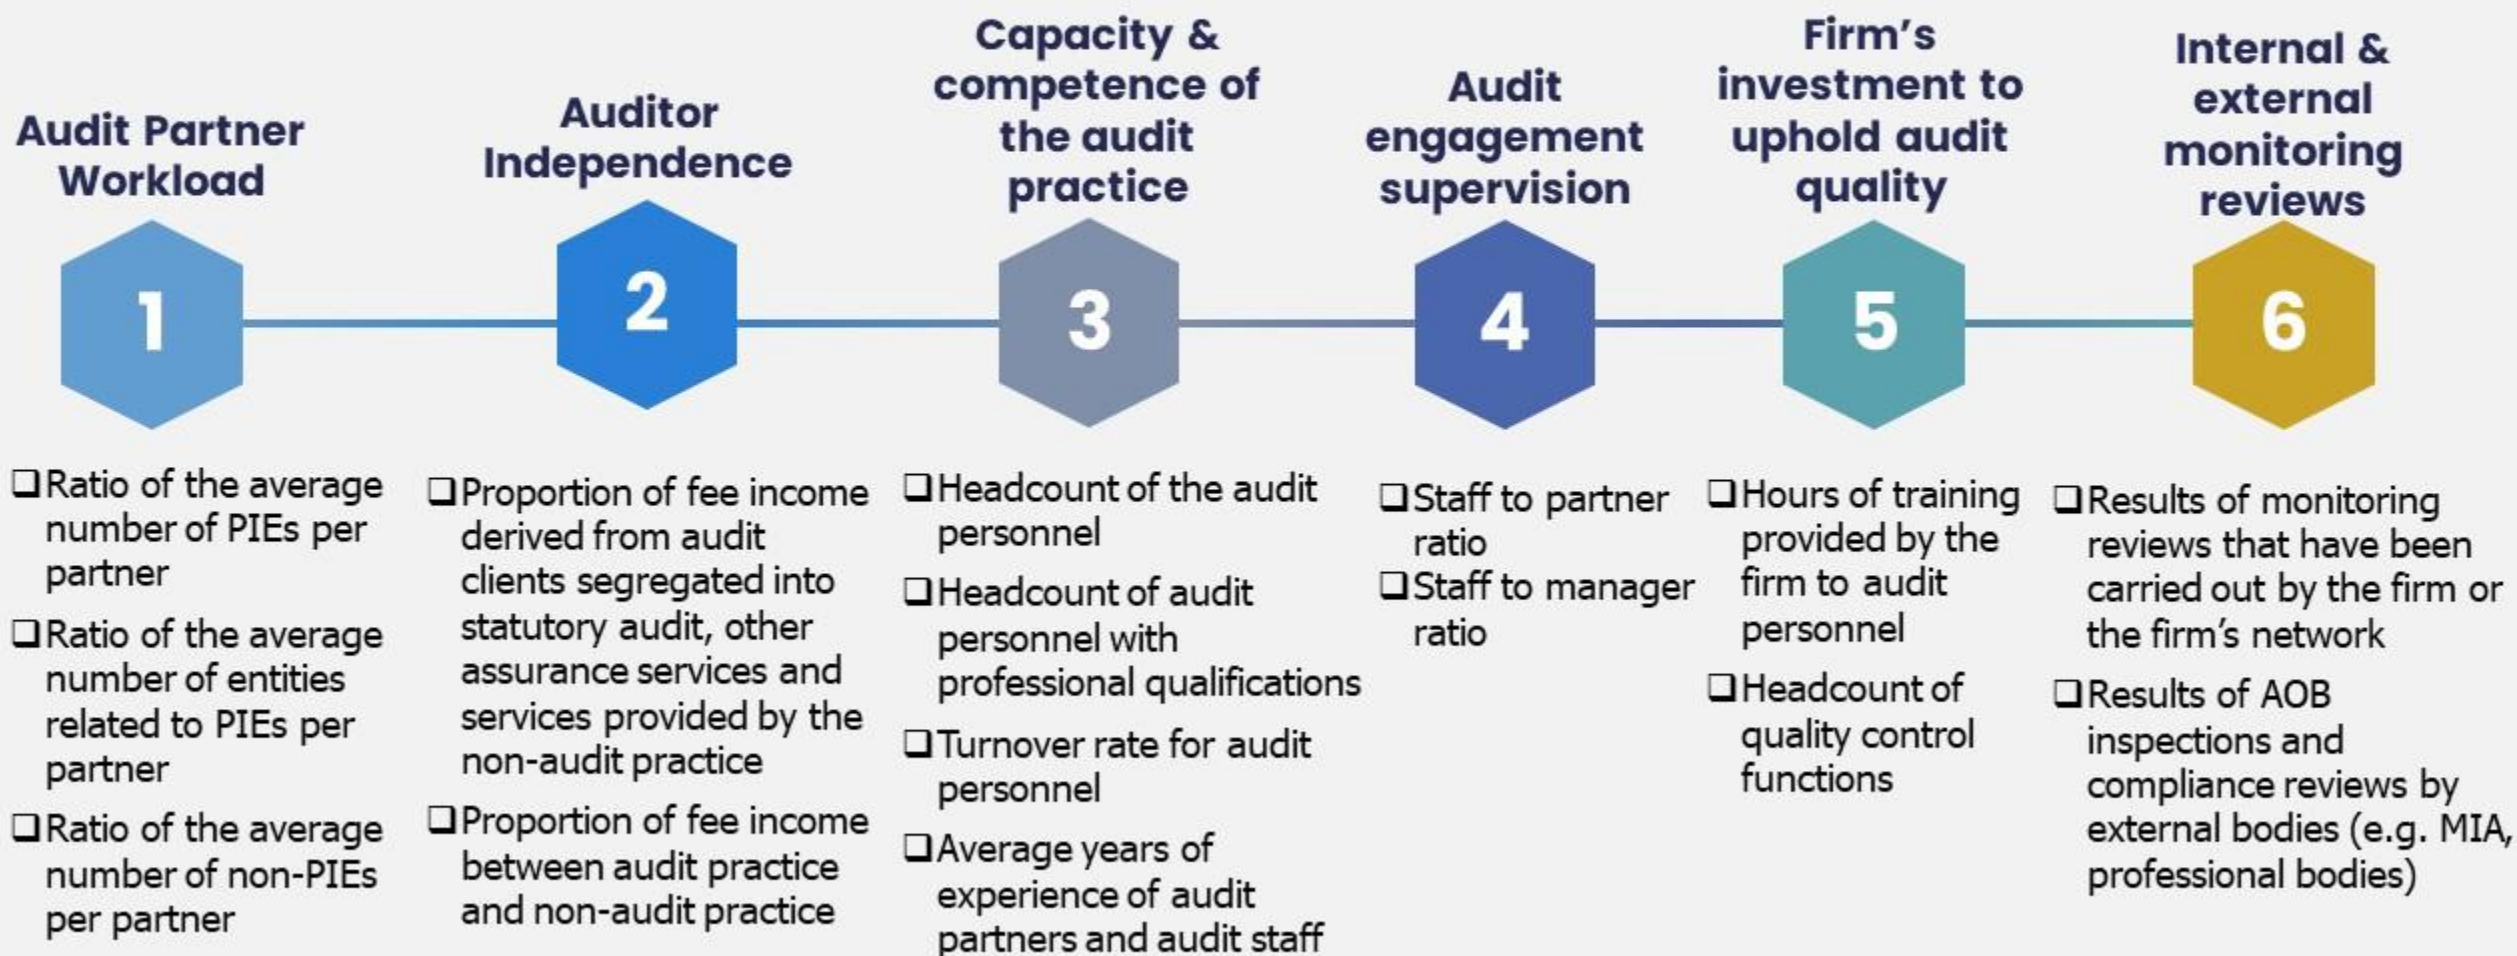 Audit Partner
Workload
1
❑Ratio of the average
number of PIEs per
partner
❑Ratio of the average
number of entities
related to PIEs per
partner
❑Ratio of the average
number of non-PIEs
per partner
Auditor
Independence
2
❑Proportion of fee income
derived from audit
clients segregated into
statutory audit, other
assurance services and
services provided by the
non-audit practice
❑Proportion of fee income
between audit practice
and non-audit practice
Capacity &
competence of
the audit
practice
3
❑Headcount of the audit
personnel
❑Headcount of audit
personnel with
professional qualifications
❑Turnover rate for audit
personnel
❑Average years of
experience of audit
partners and audit staff
Audit
engagement
supervision
4
❑Staff to partner
ratio
❑Staff to manager
ratio
Firm's
investment to
uphold audit
quality
5
❑Hours of training
provided by the
firm to audit
personnel
❑Headcount of
quality control
functions
Internal &
external
monitoring
reviews
6
❑Results of monitoring
reviews that have been
carried out by the firm or
the firm's network
❑Results of AOB
inspections and
compliance reviews by
external bodies (e.g. MIA,
professional bodies)